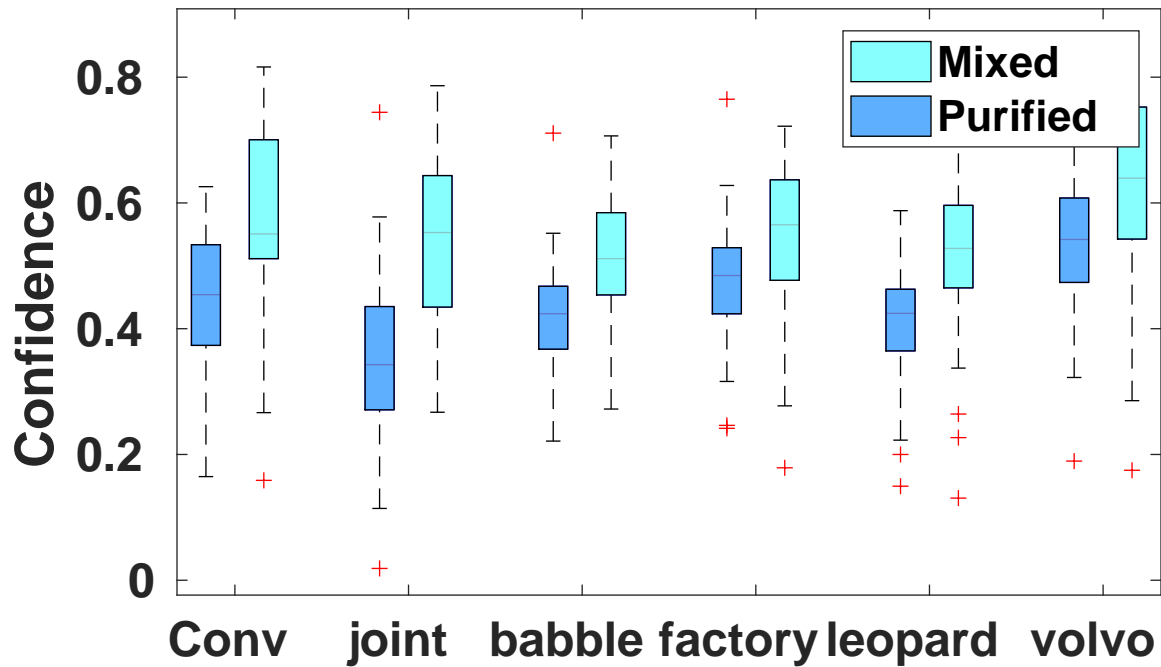 Mixed
Purified
Confidence
0.8
0.6
0.4
0.2
0
Conv joint babble factory leopard volvo